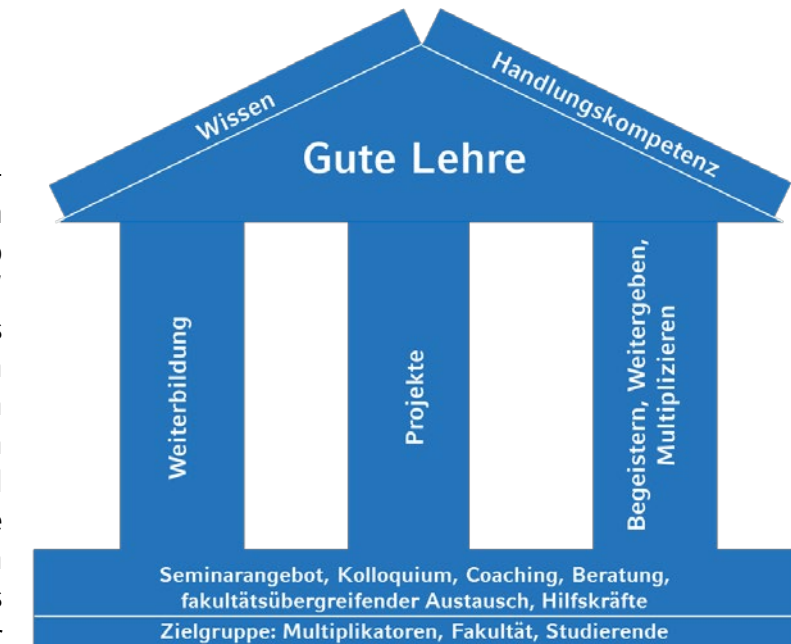 Wissen
Handlungskompetenz
Gute Lehre
Weiterbildung
Projekte
Begeistern, Weitergeben,
Multiplizieren
Seminarangebot, Kolloquium, Coaching, Beratung,
fakultätsübergreifender Austausch, Hilfskräfte
Zielgruppe: Multiplikatoren, Fakultät, Studierende